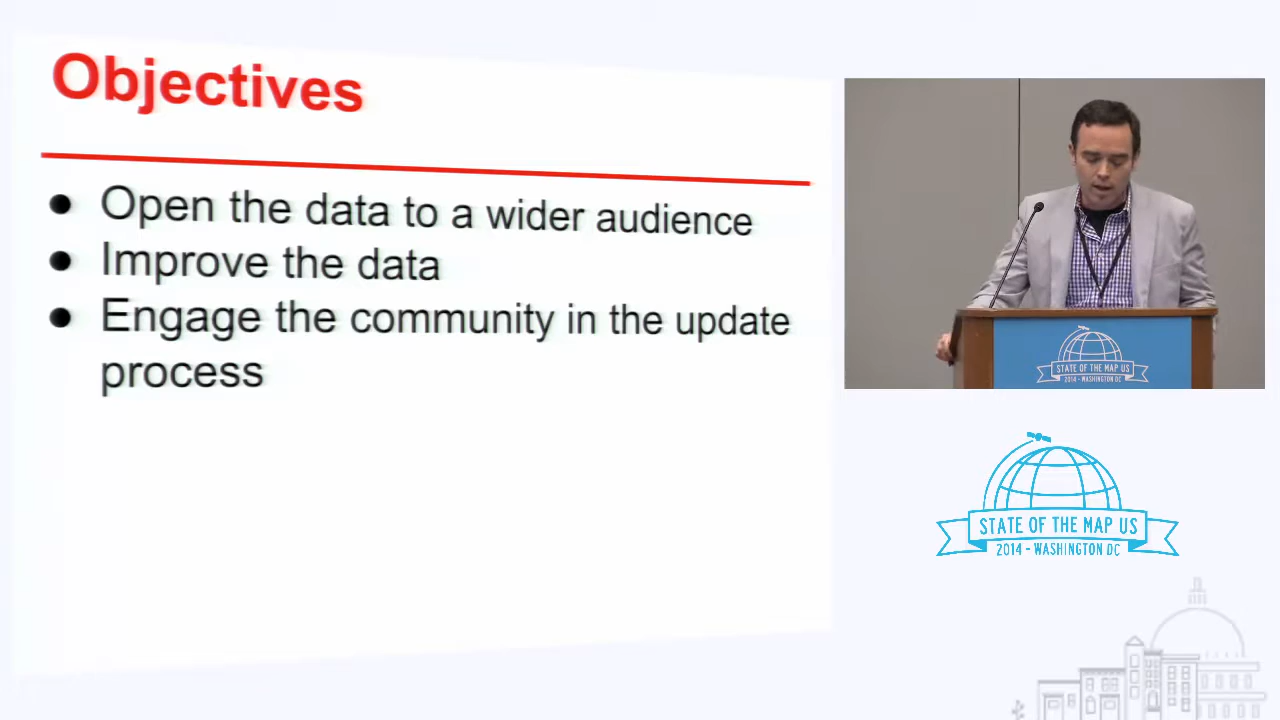 Objectives
● Open the data to a wider audience
● Improve the data
● Engage the community in the update
process
STATE OF THE MAP US
2014 - WASHINGTON DC
STATE OF THE MAP US
2014 - WASHINGTON DC